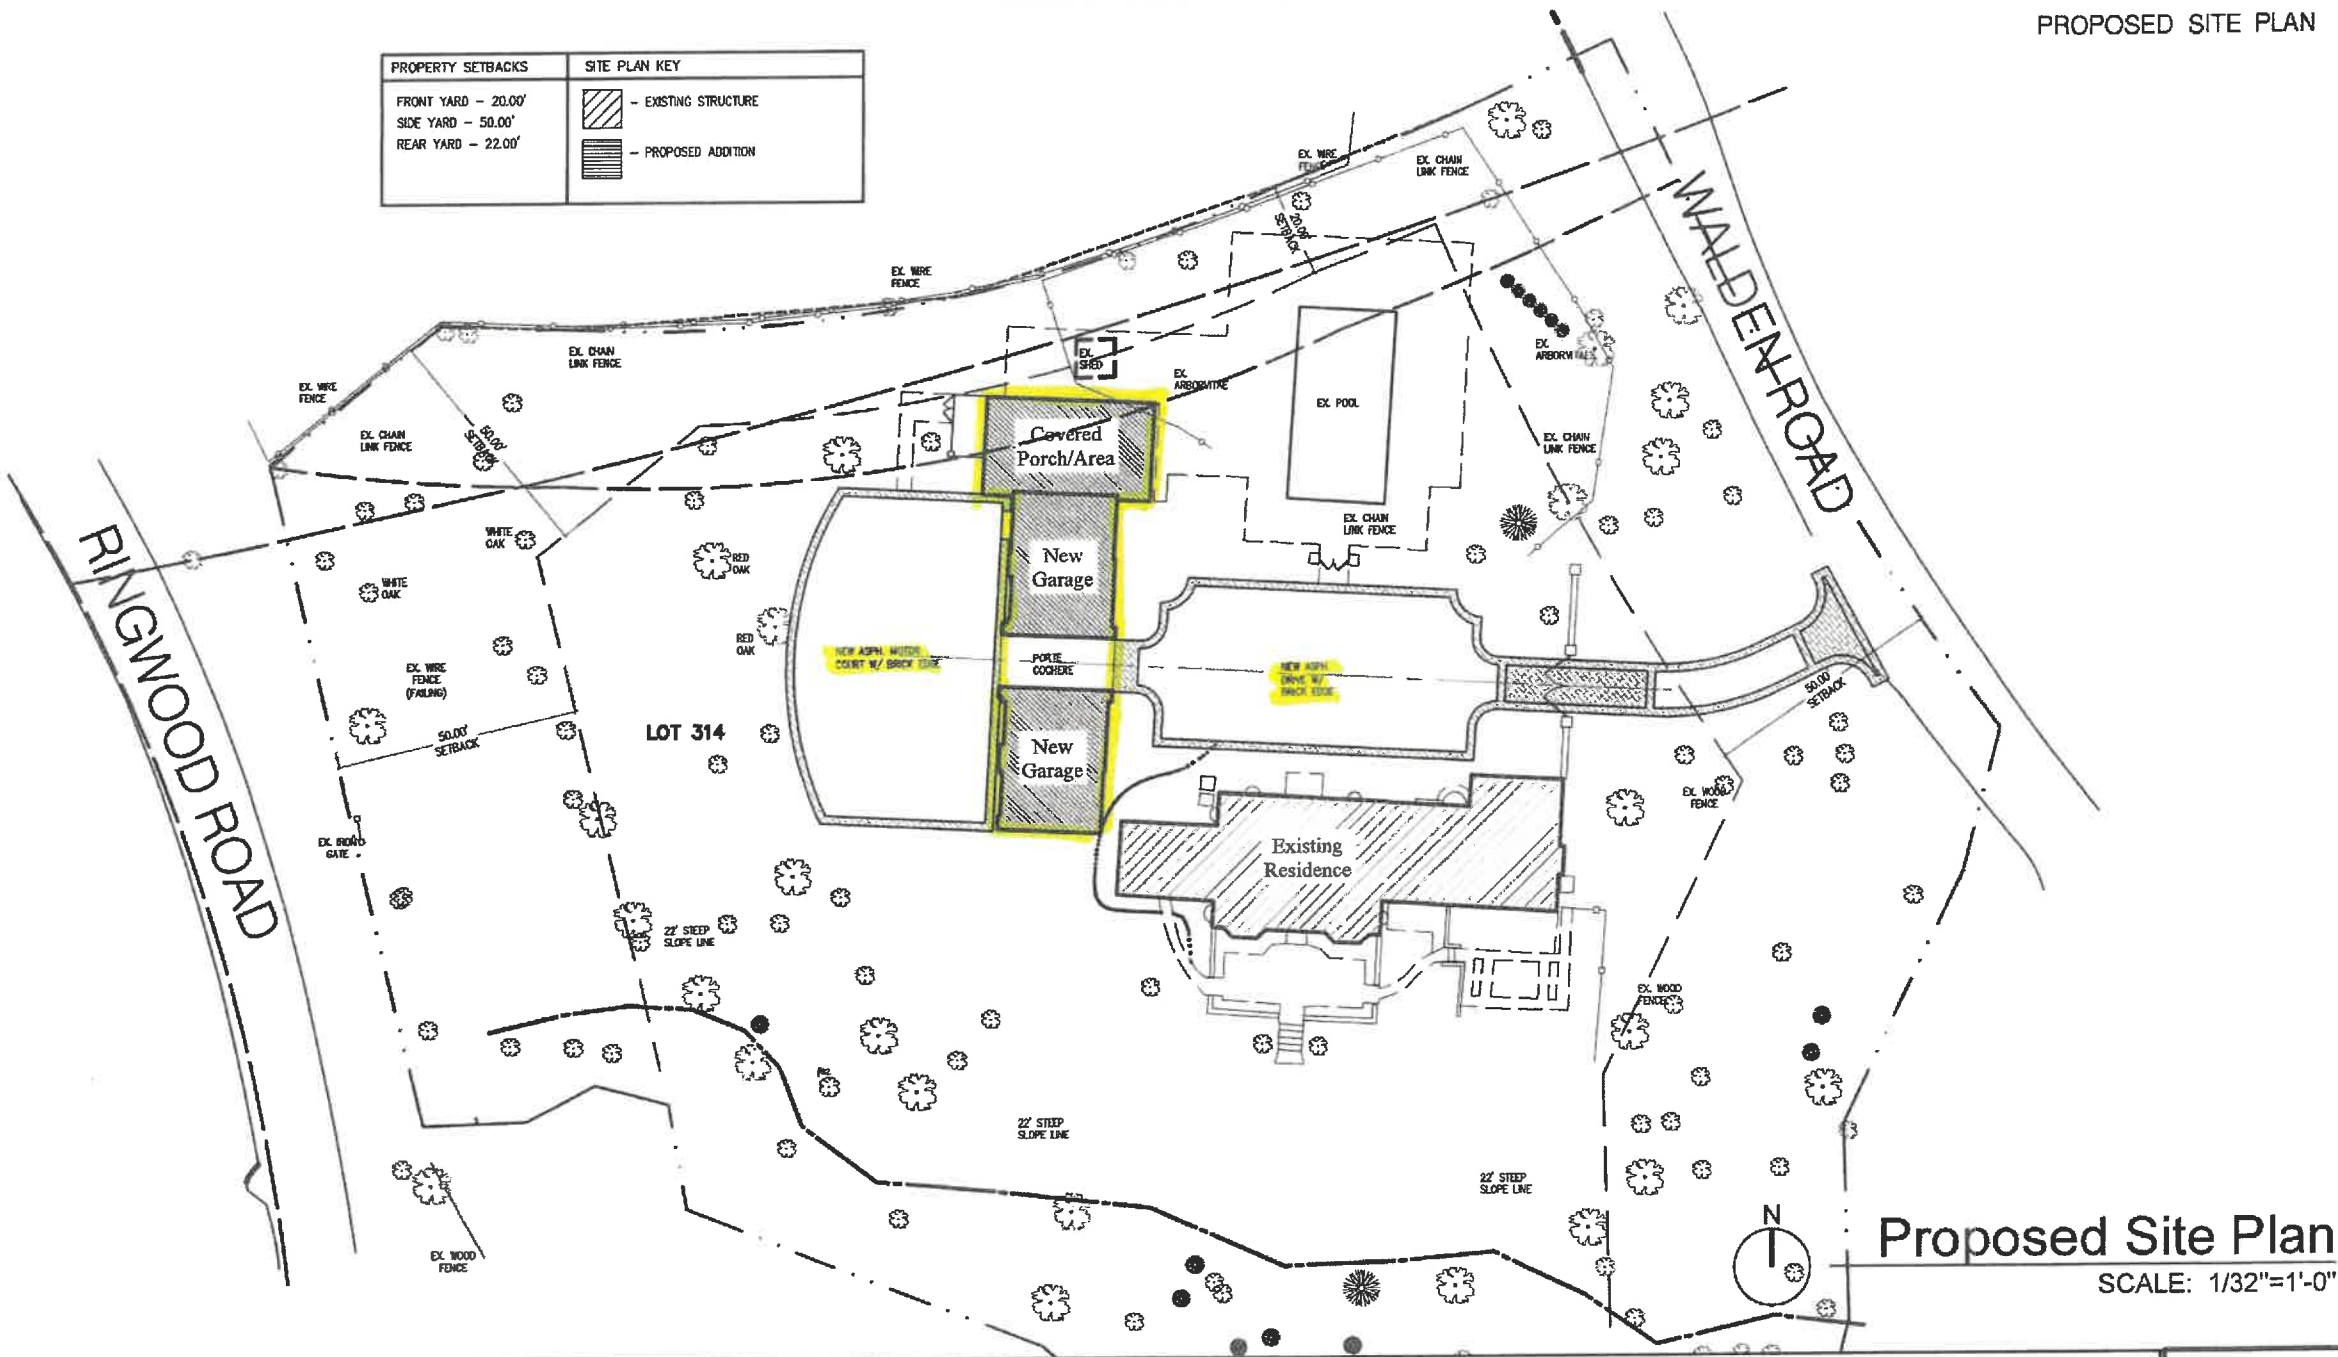 PROPOSED SITE PLAN
PROPERTY SETBACKS
FRONT YARD - 20.00'
SIDE YARD - 50.00'
REAR YARD - 22.00'
SITE PLAN KEY
- EXISTING STRUCTURE
- PROPOSED ADDITION
EX. WIRE
FENCE
EX. CHAIN
LINK FENCE
20.00'
SETBACK
WALDEN ROAD
EX. WIRE
FENCE
EX. CHAIN
LINK FENCE
EX. WIRE
FENCE
EX. CHAIN
LINK FENCE
50.00'
SETBACK
EX.
SHED
EX.
ARBORVITAE
EX. POOL
EX.
ARBORVITAE
EX. CHAIN
LINK FENCE
EX. CHAIN
LINK FENCE
Covered
Porch/Area
New
Garage
WHITE
OAK
WHITE
OAK
RED
OAK
RED
OAK
RINGWOOD ROAD
EX. WIRE
FENCE
(FAILING)
50.00'
SETBACK
LOT 314
NEW ASPH. MOTOR
COURT W/ BRICK EDGE
PORTE
COCHERE
NEW ASPH.
DRIVE W/
BRICK EDGE
50.00'
SETBACK
New
Garage
EX. WOOD
FENCE
EX. IRON
GATE
Existing
Residence
22' STEEP
SLOPE LINE
EX. WOOD
FENCE
22' STEEP
SLOPE LINE
22' STEEP
SLOPE LINE
EX. WOOD
FENCE
N
Proposed Site Plan
SCALE: 1/32"=1'-0"